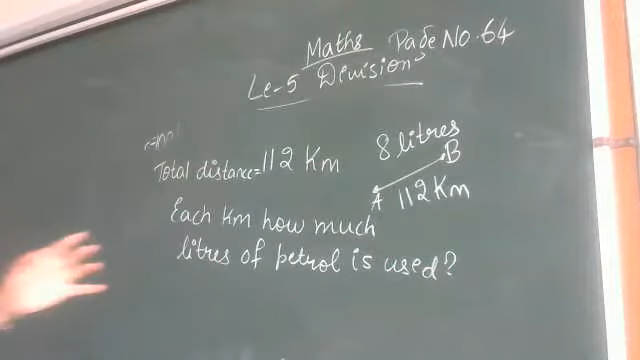 Maths Page No. 64
Le-5 Division
8 litres
Total distance=112 Km
B
A 112 Km
Each km how much
litres of petrol is used?